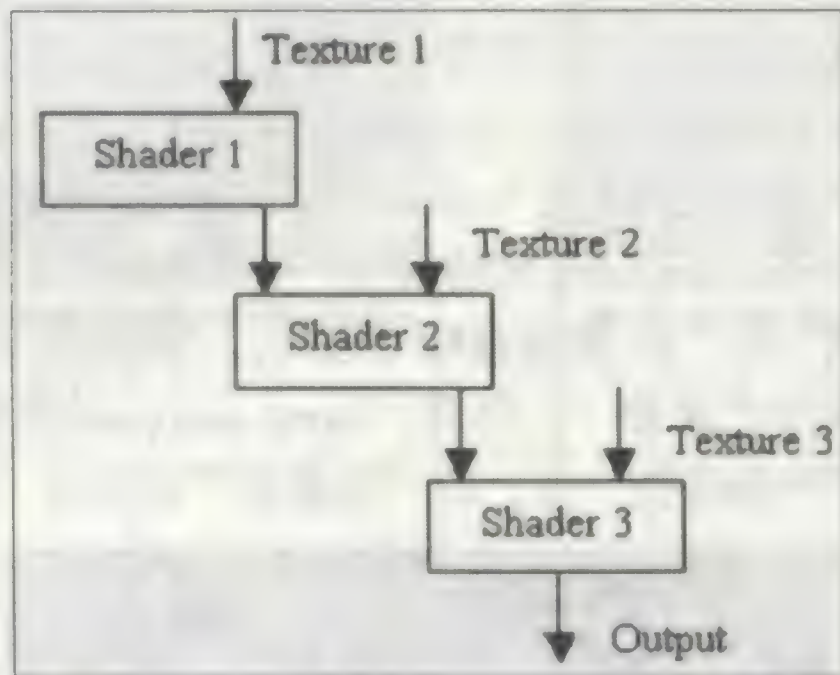 Texture 1
Shader 1
Texture 2
Shader 2
Texture 3
Shader 3
Output